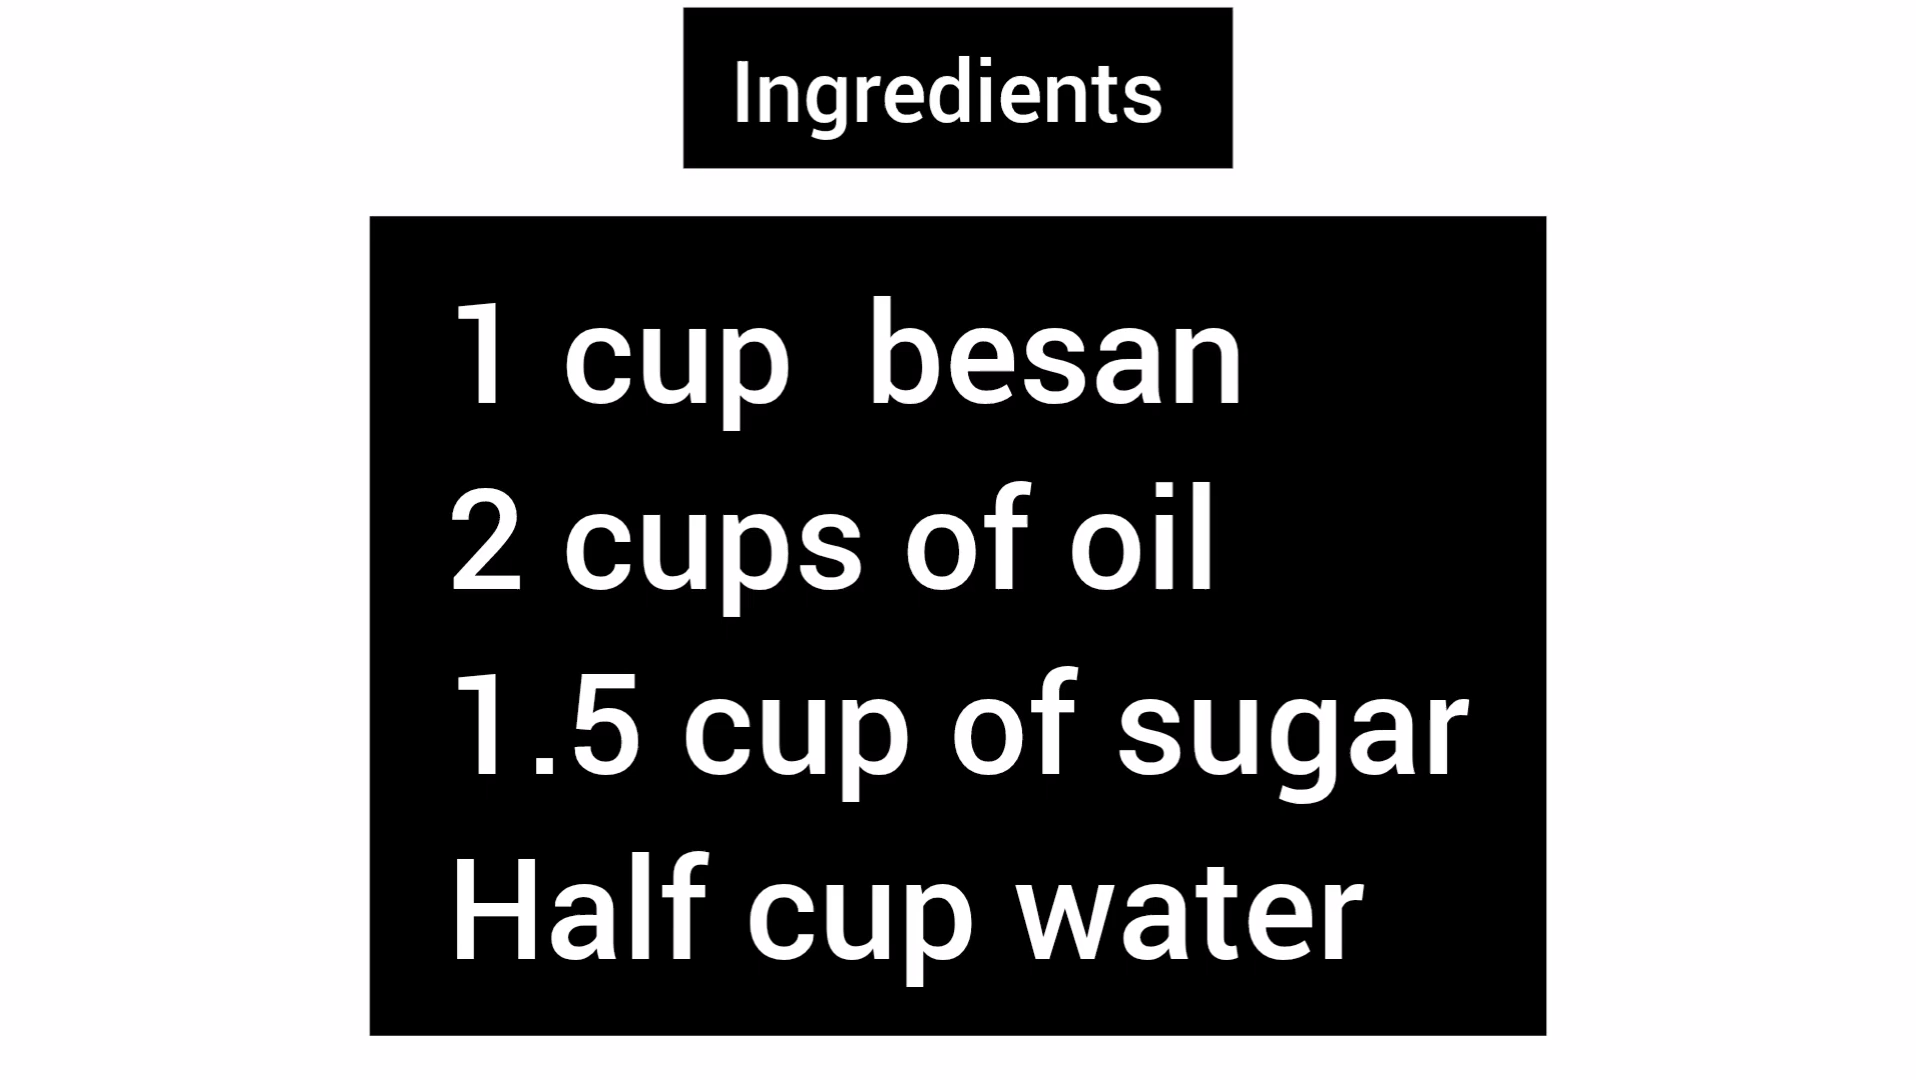 Ingredients
1 cup  besan
2 cups of oil
1.5 cup of sugar
Half cup water